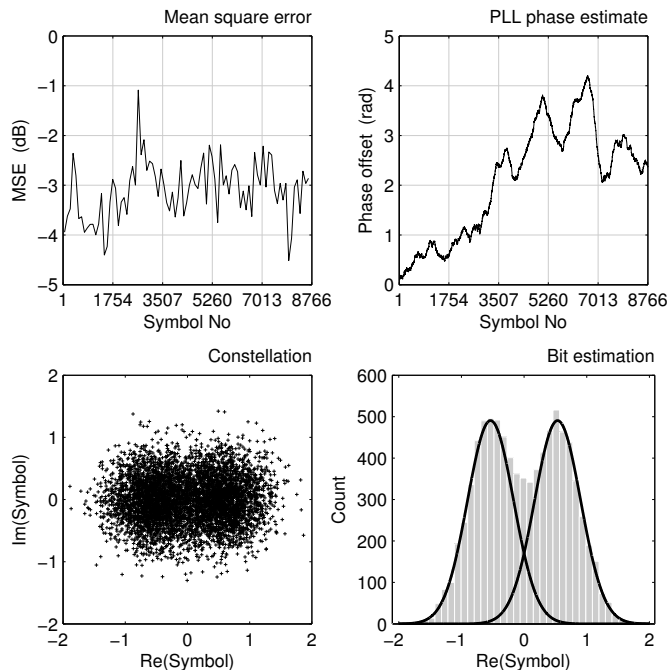 Mean square error
MSE (dB)
0
−1
−2
−3
−4
−5
1 1754 3507 5260 7013 8766
Symbol No
PLL phase estimate
Phase offset (rad)
5
4
3
2
1
0
1 1754 3507 5260 7013 8766
Symbol No
Constellation
Im(Symbol)
2
1
0
−1
−2
−2 −1 0 1 2
Re(Symbol)
Bit estimation
Count
600
500
400
300
200
100
0
−2 −1 0 1 2
Re(Symbol)